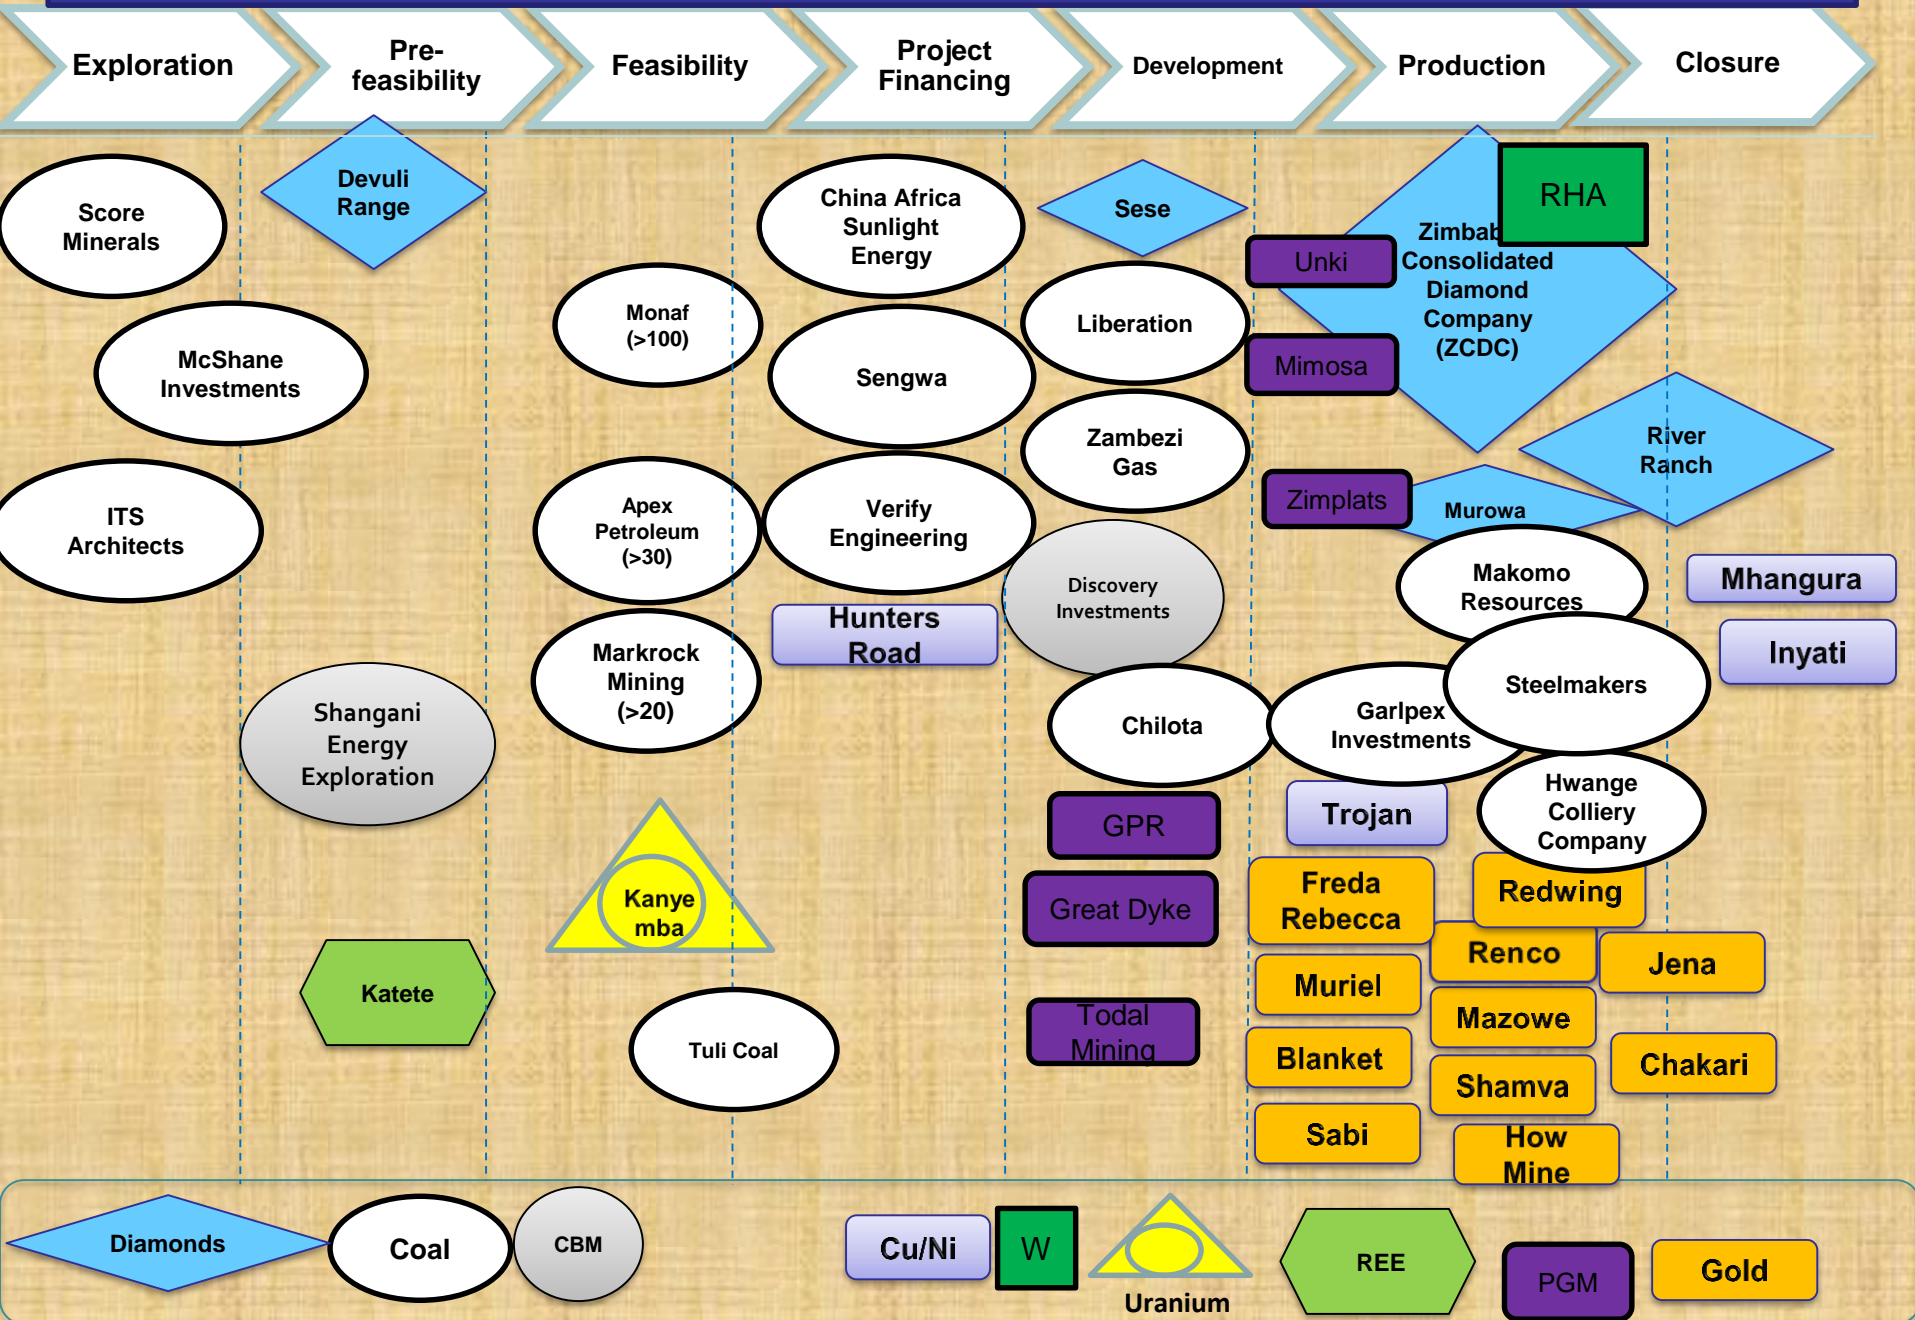 Exploration
Pre-
feasibility
Feasibility
Project
Financing
Development
Production
Closure
Score
Minerals
McShane
Investments
ITS
Architects
Devuli
Range
Shangani
Energy
Exploration
Katete
Monaf
(>100)
Apex
Petroleum
(>30)
Markrock
Mining
(>20)
Kanye
mba
Tuli Coal
China Africa
Sunlight
Energy
Sengwa
Verify
Engineering
Hunters
Road
Sese
Liberation
Zambezi
Gas
Discovery
Investments
Chilota
GPR
Great Dyke
Todal
Mining
RHA
Unki
Mimosa
Zimplats
Zimbab
Consolidated
Diamond
Company
(ZCDC)
River
Ranch
Murowa
Makomo
Resources
Steelmakers
Garlpex
Investments
Hwange
Colliery
Company
Trojan
Freda
Rebecca
Redwing
Renco
Jena
Muriel
Mazowe
Blanket
Shamva
Chakari
Sabi
How
Mine
Mhangura
Inyati
Diamonds
Coal
CBM
Cu/Ni
W
Uranium
REE
PGM
Gold